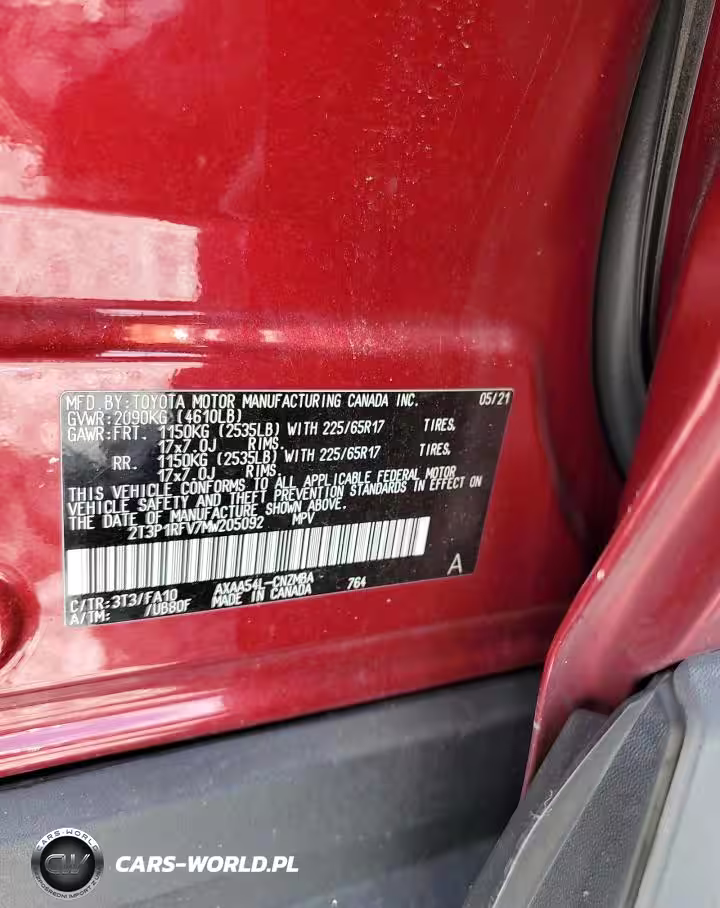 MFD. BY: TOYOTA MOTOR MANUFACTURING CANADA INC. 05/21
GVWR: 2090KG (4610LB)
GAWR: FRT. 1150KG (2535LB) WITH 225/65R17 TIRES,
17x7.0J RIMS.
RR. 1150KG (2535LB) WITH 225/65R17 TIRES,
17x7.0J RIMS.
THIS VEHICLE CONFORMS TO ALL APPLICABLE FEDERAL MOTOR
VEHICLE SAFETY AND THEFT PREVENTION STANDARDS IN EFFECT ON
THE DATE OF MANUFACTURE SHOWN ABOVE.
2T3P1RFV7MW205092 MPV
C/TR: 3T3/FA10 AXAA54L-CNZMBA 764 A
A/TM: /UB80F MADE IN CANADA
CARS-WORLD
CW
CARS-WORLD.PL